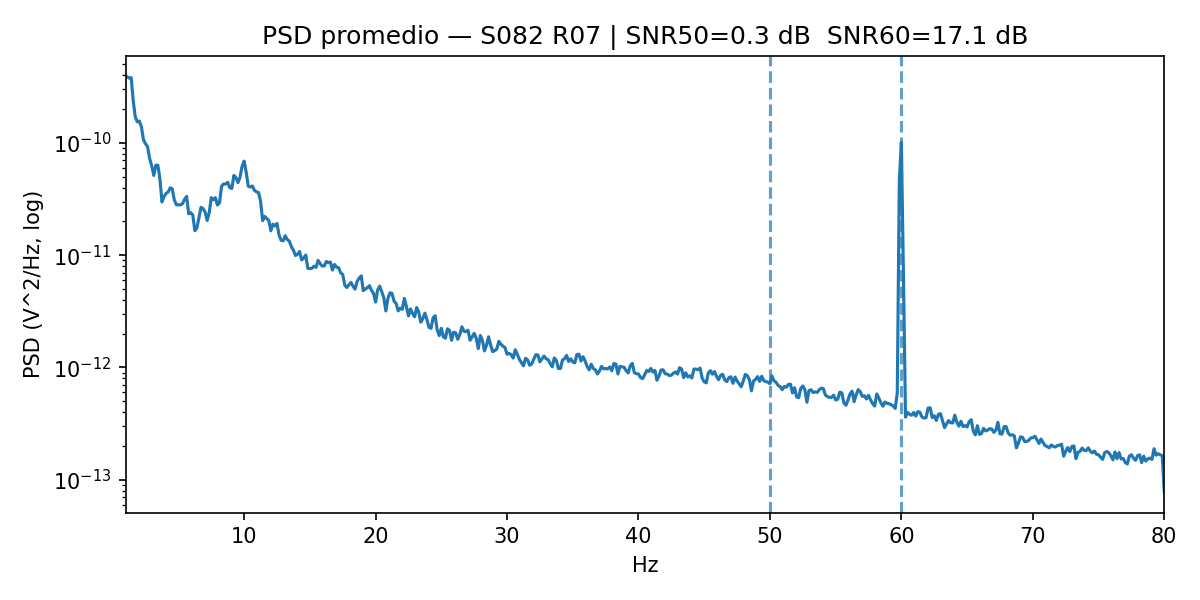 PSD promedio — S082 R07 | SNR50=0.3 dB  SNR60=17.1 dB
PSD (V^2/Hz, log)
10⁻¹⁰
10⁻¹¹
10⁻¹²
10⁻¹³
10 20 30 40 50 60 70 80
Hz